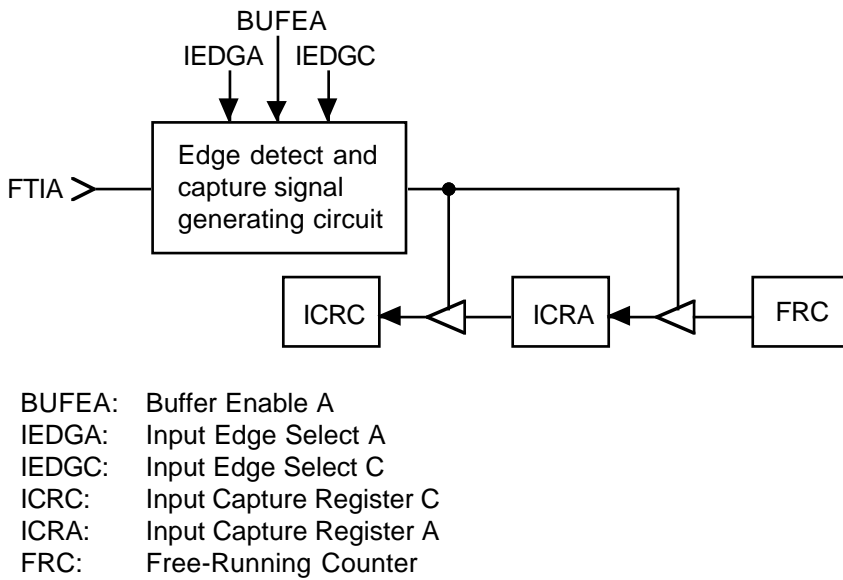 BUFEA
IEDGA IEDGC
Edge detect and
capture signal
generating circuit
FTIA
ICRC ICRA FRC
BUFEA: Buffer Enable A
IEDGA: Input Edge Select A
IEDGC: Input Edge Select C
ICRC: Input Capture Register C
ICRA: Input Capture Register A
FRC: Free-Running Counter